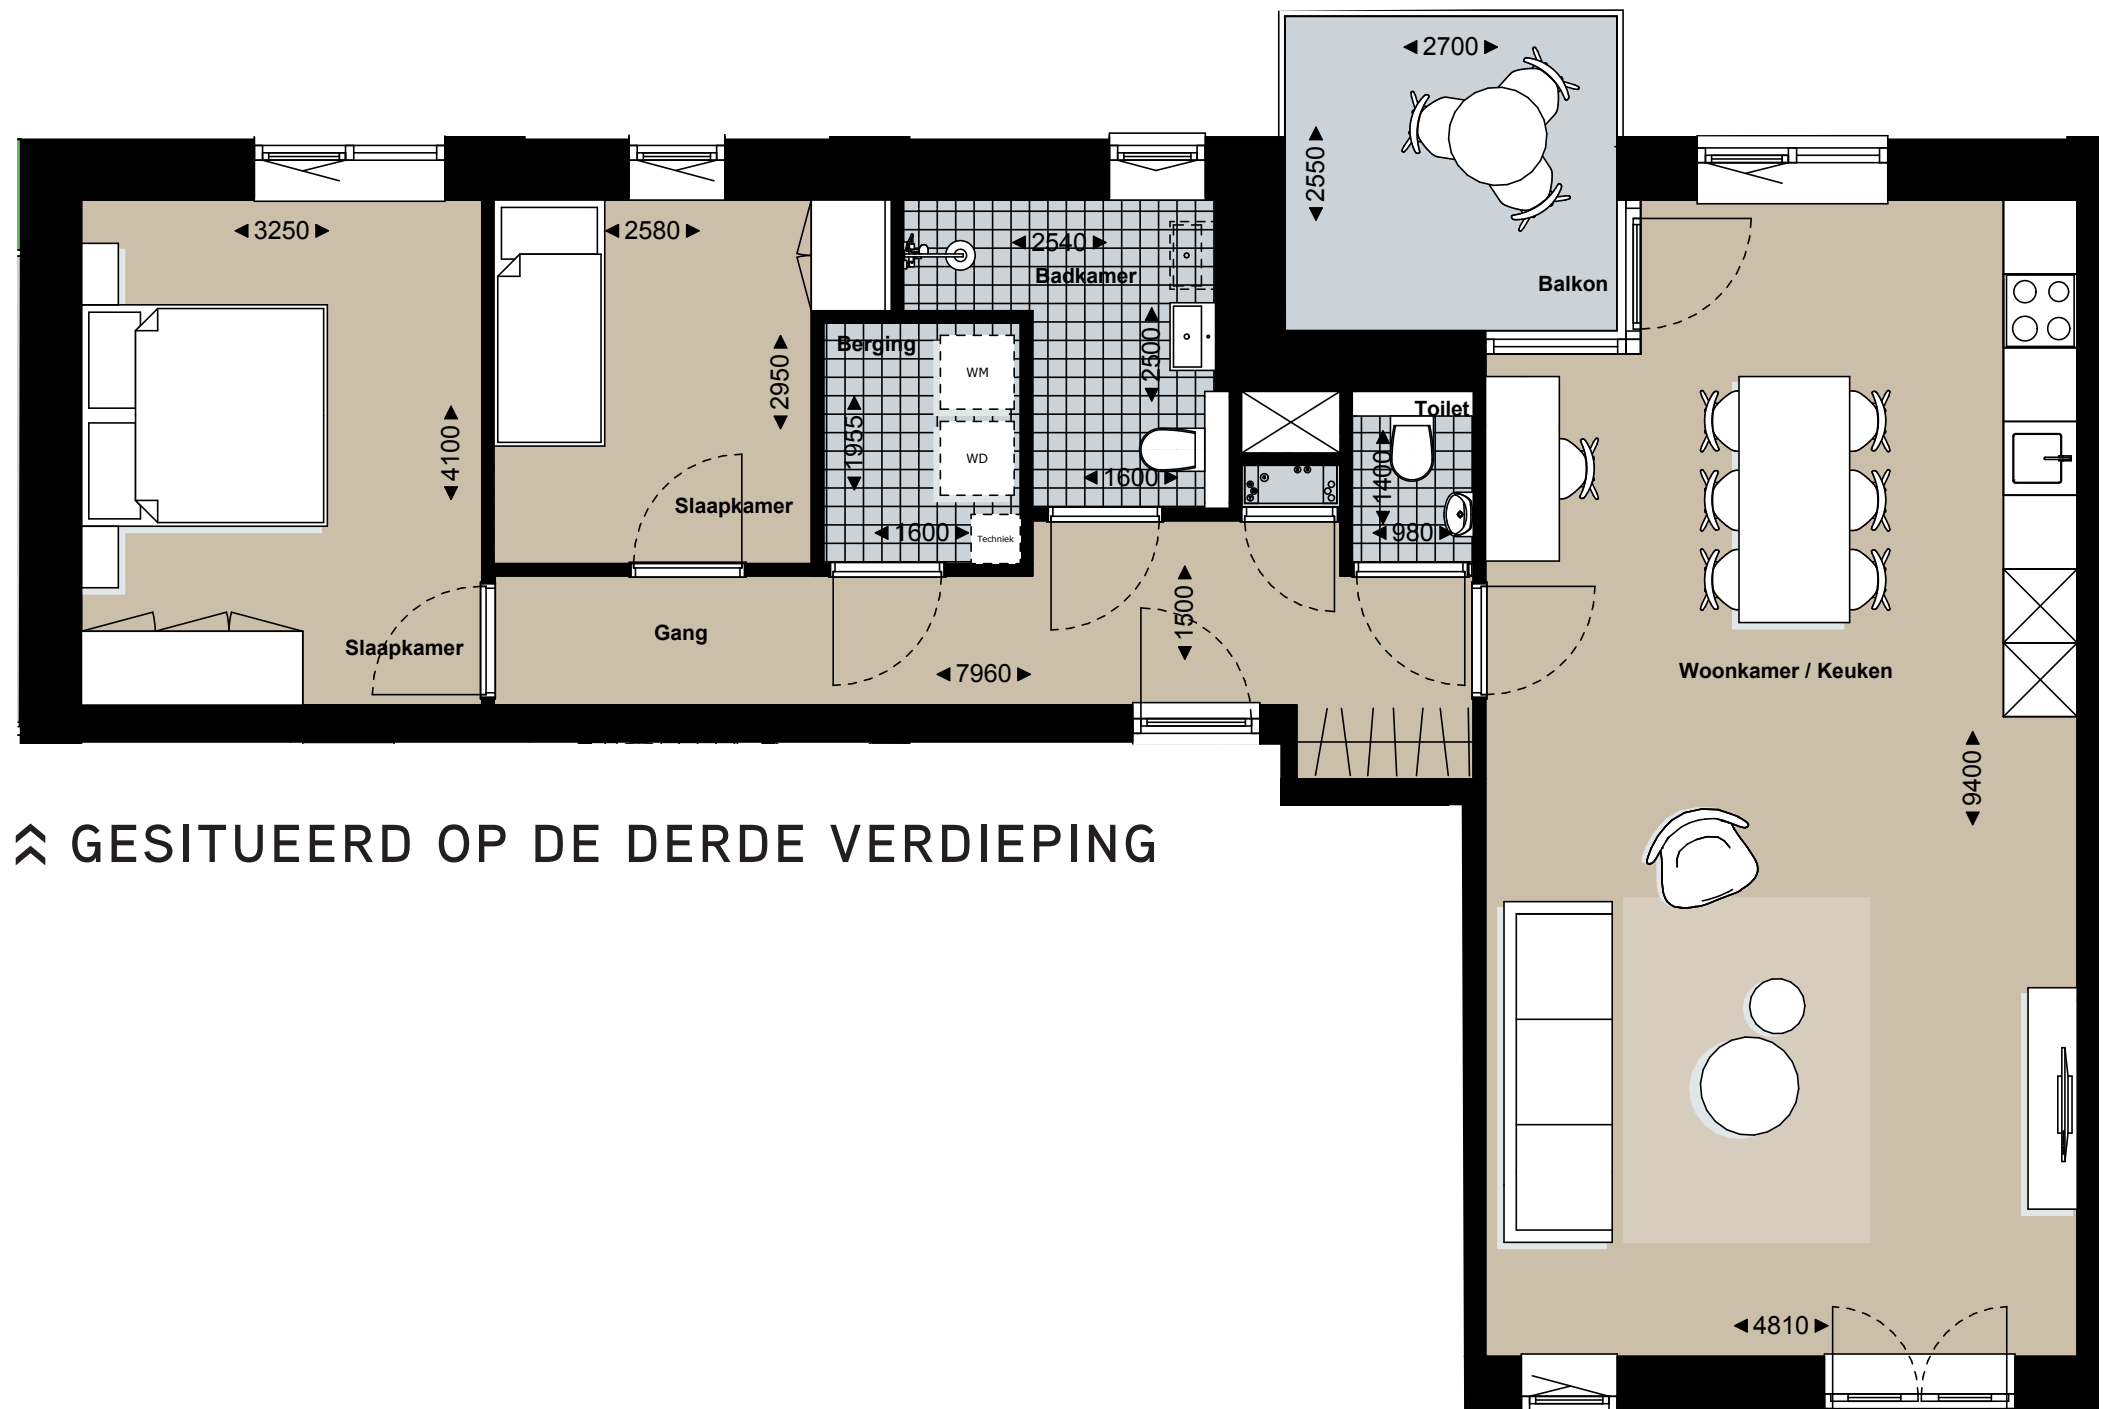 2700
2550
3250
2580
2540
Badkamer
Balkon
Berging
2950
2500
WM
4100
1955
WD
Toilet
1400
1600
Slaapkamer
1600
Techniek
980
1500
Slaapkamer
Gang
7960
Woonkamer / Keuken
9400
GESITUEERD OP DE DERDE VERDIEPING
4810